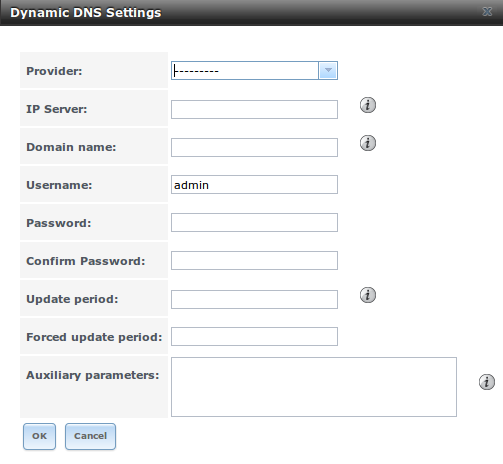 Dynamic DNS Settings
Provider: ---------
IP Server:
Domain name:
Username: admin
Password:
Confirm Password:
Update period:
Forced update period:
Auxiliary parameters:
OK Cancel